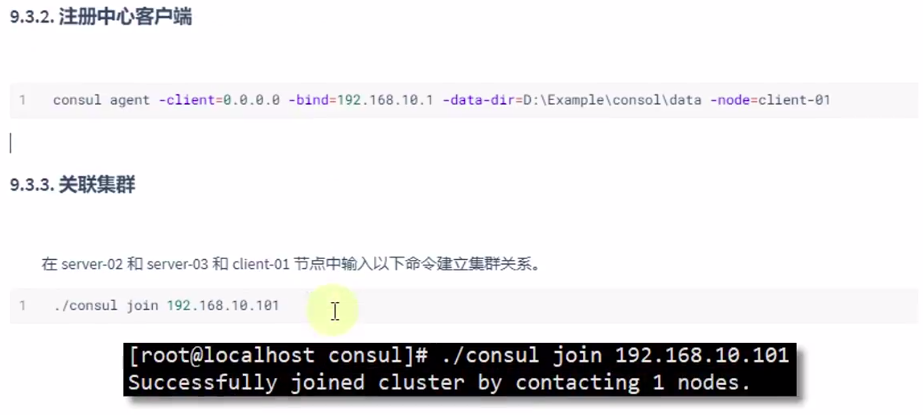 9.3.2. 注册中心客户端
1 consul agent -client=0.0.0.0 -bind=192.168.10.1 -data-dir=D:\Example\consol\data -node=client-01
9.3.3. 关联集群
在 server-02 和 server-03 和 client-01 节点中输入以下命令建立集群关系。
1 ./consul join 192.168.10.101
[root@localhost consul]# ./consul join 192.168.10.101
Successfully joined cluster by contacting 1 nodes.